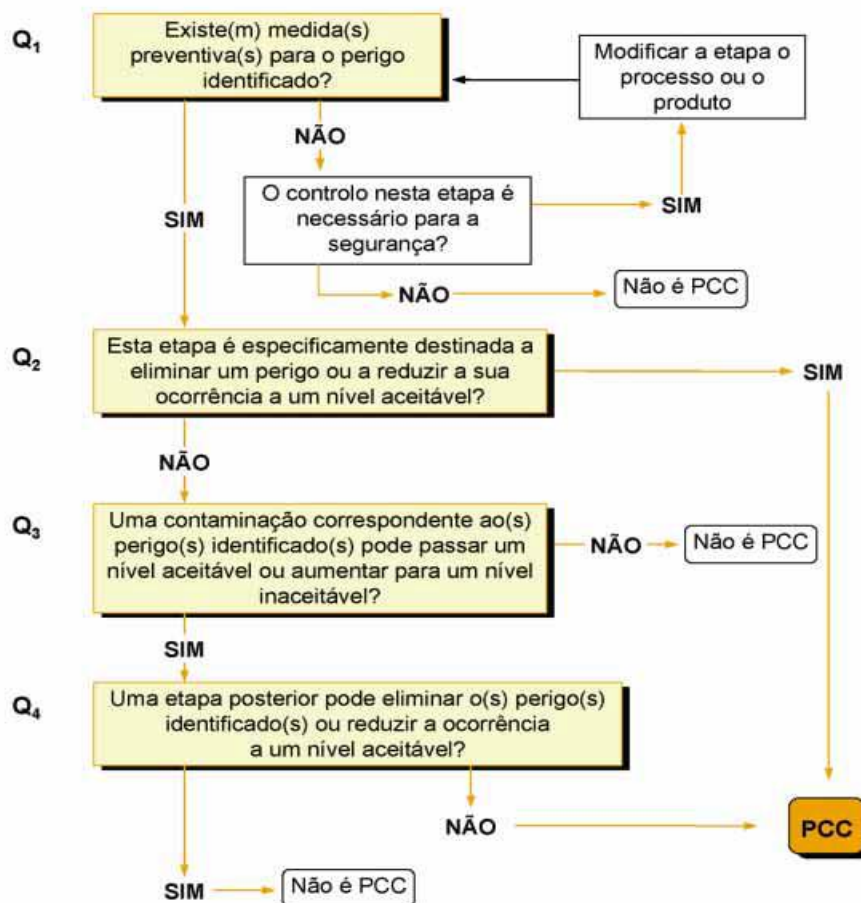 Q1
Existe(m) medida(s)
preventiva(s) para o perigo
identificado?
Modificar a etapa o
processo ou o
produto
NÃO
SIM
O controlo nesta etapa é
necessário para a
segurança?
SIM
NÃO
Não é PCC
Q2
Esta etapa é especificamente destinada a
eliminar um perigo ou a reduzir a sua
ocorrência a um nível aceitável?
SIM
NÃO
Q3
Uma contaminação correspondente ao(s)
perigo(s) identificado(s) pode passar um
nível aceitável ou aumentar para um nível
inaceitável?
NÃO
Não é PCC
SIM
Q4
Uma etapa posterior pode eliminar o(s) perigo(s)
identificado(s) ou reduzir a ocorrência
a um nível aceitável?
NÃO
PCC
SIM
Não é PCC